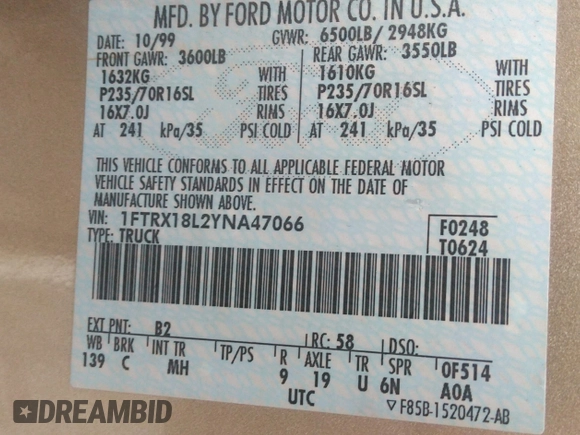 MFD. BY FORD MOTOR CO. IN U.S.A.
DATE: 10/99 GVWR: 6500LB/ 2948KG
FRONT GAWR: 3600LB REAR GAWR: 3550LB
1632KG WITH 1610KG WITH
P235/70R16SL TIRES P235/70R16SL TIRES
16X7.0J RIMS 16X7.0J RIMS
AT 241 kPa/35 PSI COLD AT 241 kPa/35 PSI COLD
THIS VEHICLE CONFORMS TO ALL APPLICABLE FEDERAL MOTOR
VEHICLE SAFETY STANDARDS IN EFFECT ON THE DATE OF
MANUFACTURE SHOWN ABOVE.
VIN: 1FTRX18L2YNA47066 F0248
TYPE: TRUCK T0624
EXT PNT: B2 RC: 58 DSO:
WB BRK INT TR TP/PS R AXLE TR SPR 0F514
139 C MH 9 19 U 6N A0A
UTC ▽F85B-1520472-AB
DREAMBID